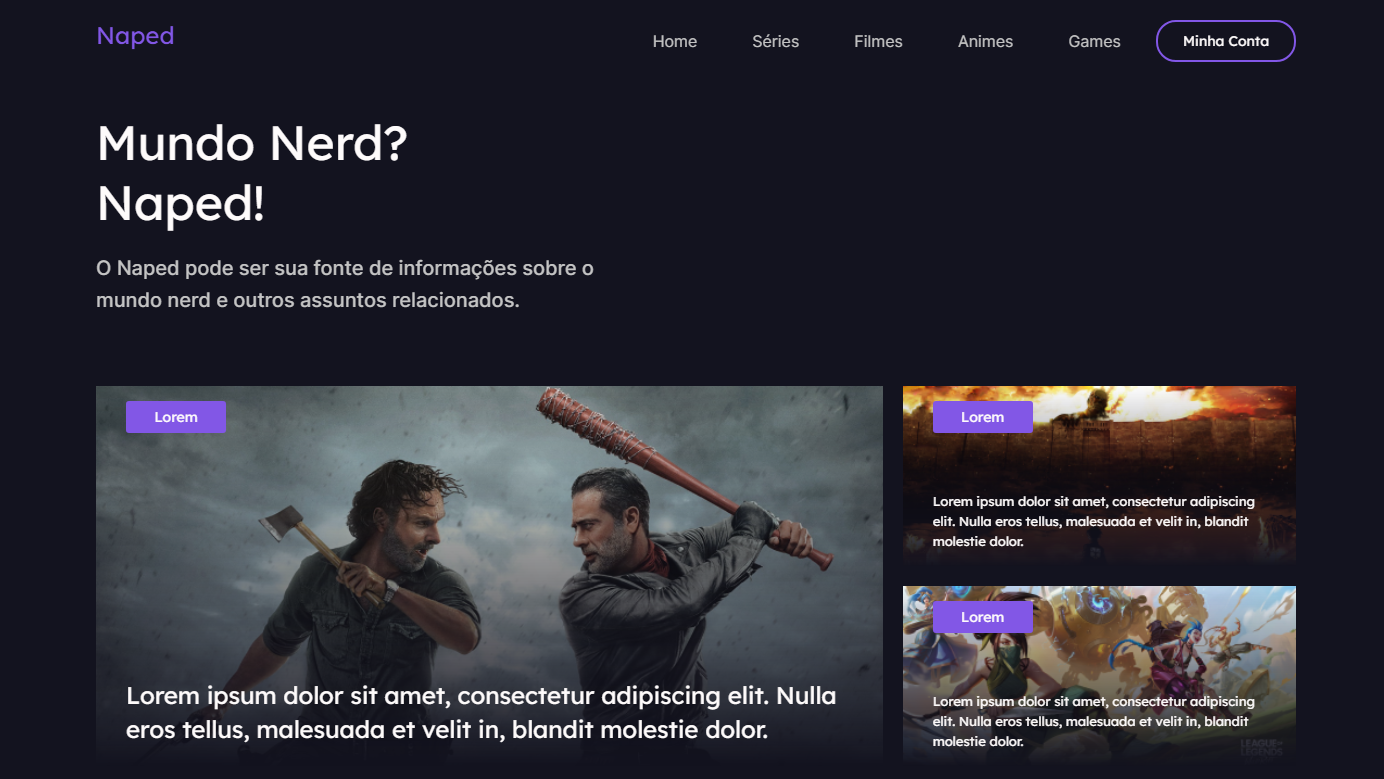 Naped
Home Séries Filmes Animes Games Minha Conta
Mundo Nerd?
Naped!
O Naped pode ser sua fonte de informações sobre o
mundo nerd e outros assuntos relacionados.
Lorem
Lorem ipsum dolor sit amet, consectetur adipiscing elit. Nulla
eros tellus, malesuada et velit in, blandit molestie dolor.
Lorem
Lorem ipsum dolor sit amet, consectetur adipiscing
elit. Nulla eros tellus, malesuada et velit in, blandit
molestie dolor.
Lorem
Lorem ipsum dolor sit amet, consectetur adipiscing
elit. Nulla eros tellus, malesuada et velit in, blandit
molestie dolor.
LEAGUE OF
LEGENDS